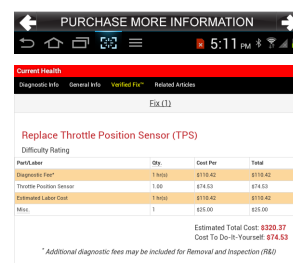 PURCHASE MORE INFORMATION
5:11 PM
Current Health
Diagnostic Info General Info Verified Fix™ Related Articles
Fix (1)
Replace Throttle Position Sensor (TPS)
Difficulty Rating
Part/Labor Qty. Cost Per Total
Diagnostic Fee* 1 hr(s) $110.42 $110.42
Throttle Position Sensor 1.00 $74.53 $74.53
Estimated Labor Cost 1 hr(s) $110.42 $110.42
Misc. 1 $25.00 $25.00
Estimated Total Cost: $320.37
Cost To Do-It-Yourself: $74.53
* Additional diagnostic fees may be included for Removal and Inspection (R&I)